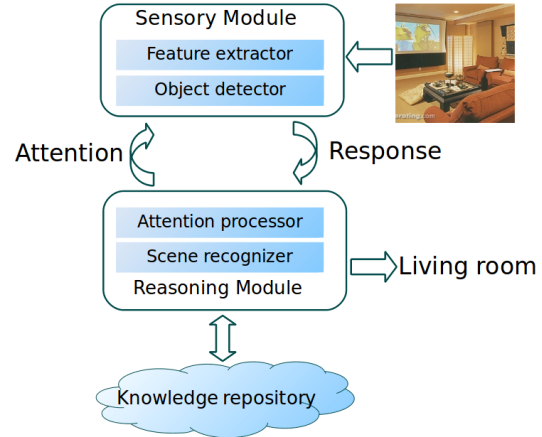 Sensory Module
Feature extractor
Object detector
Attention
Response
Attention processor
Scene recognizer
Reasoning Module
Living room
Knowledge repository